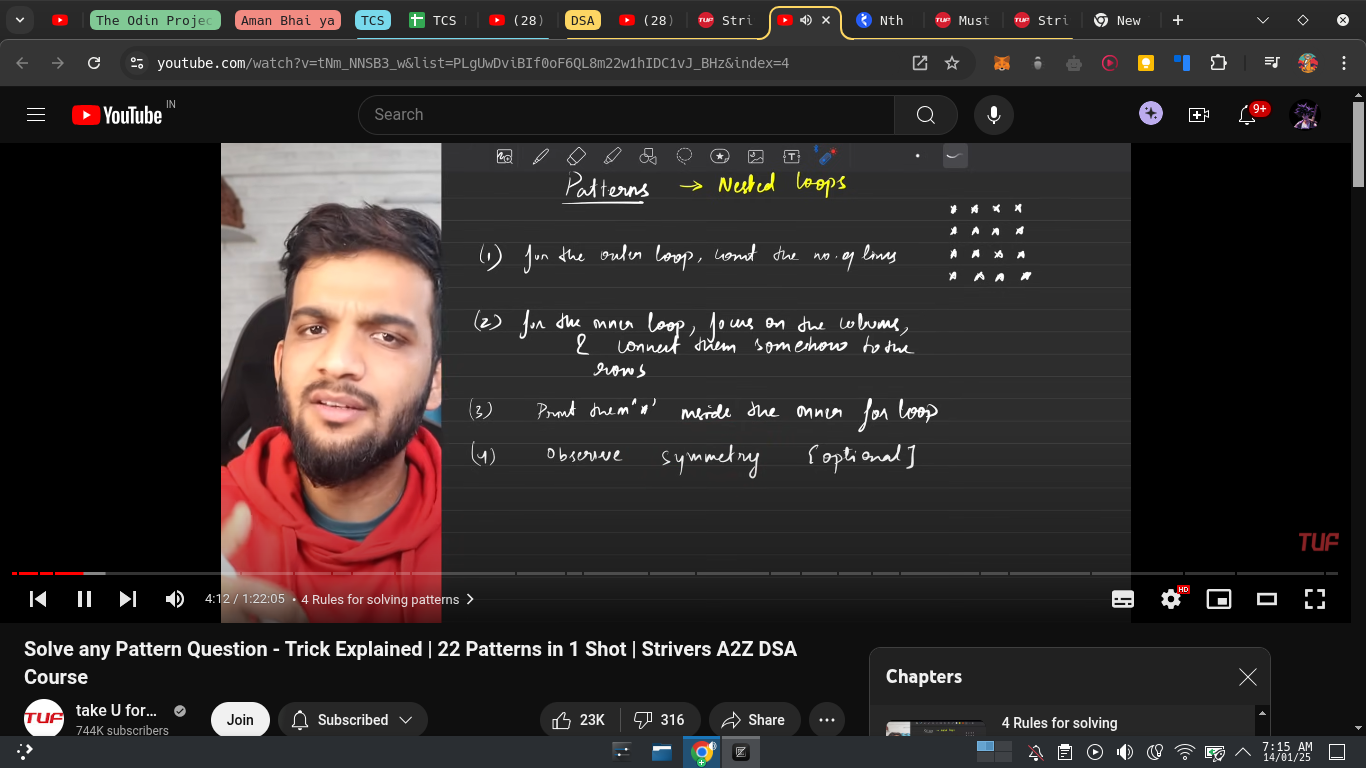 The Odin Projec
Aman Bhai ya
TCS
TCS
(28)
DSA
(28)
Stri
Nth
Must
Stri
New
youtube.com/watch?v=tNm_NNSB3_w&list=PLgUwDviBIf0oF6QL8m22w1hIDC1vJ_BHz&index=4
YouTube IN
Search
9+
Patterns → Nested loops
(1) for the outer loop, count the no. of lines
(2) for the inner loop, focus on the columns,
& connect them somehow to the
rows
(3) Print them '*' inside the inner for loop
(4) Observe symmetry [optional]
TUF
4:12 / 1:22:05 • 4 Rules for solving patterns
HD
Solve any Pattern Question - Trick Explained | 22 Patterns in 1 Shot | Strivers A2Z DSA
Course
TUF
take U for...
744K subscribers
Join
Subscribed
23K
316
Share
Chapters
4 Rules for solving
7:15 AM
14/01/25